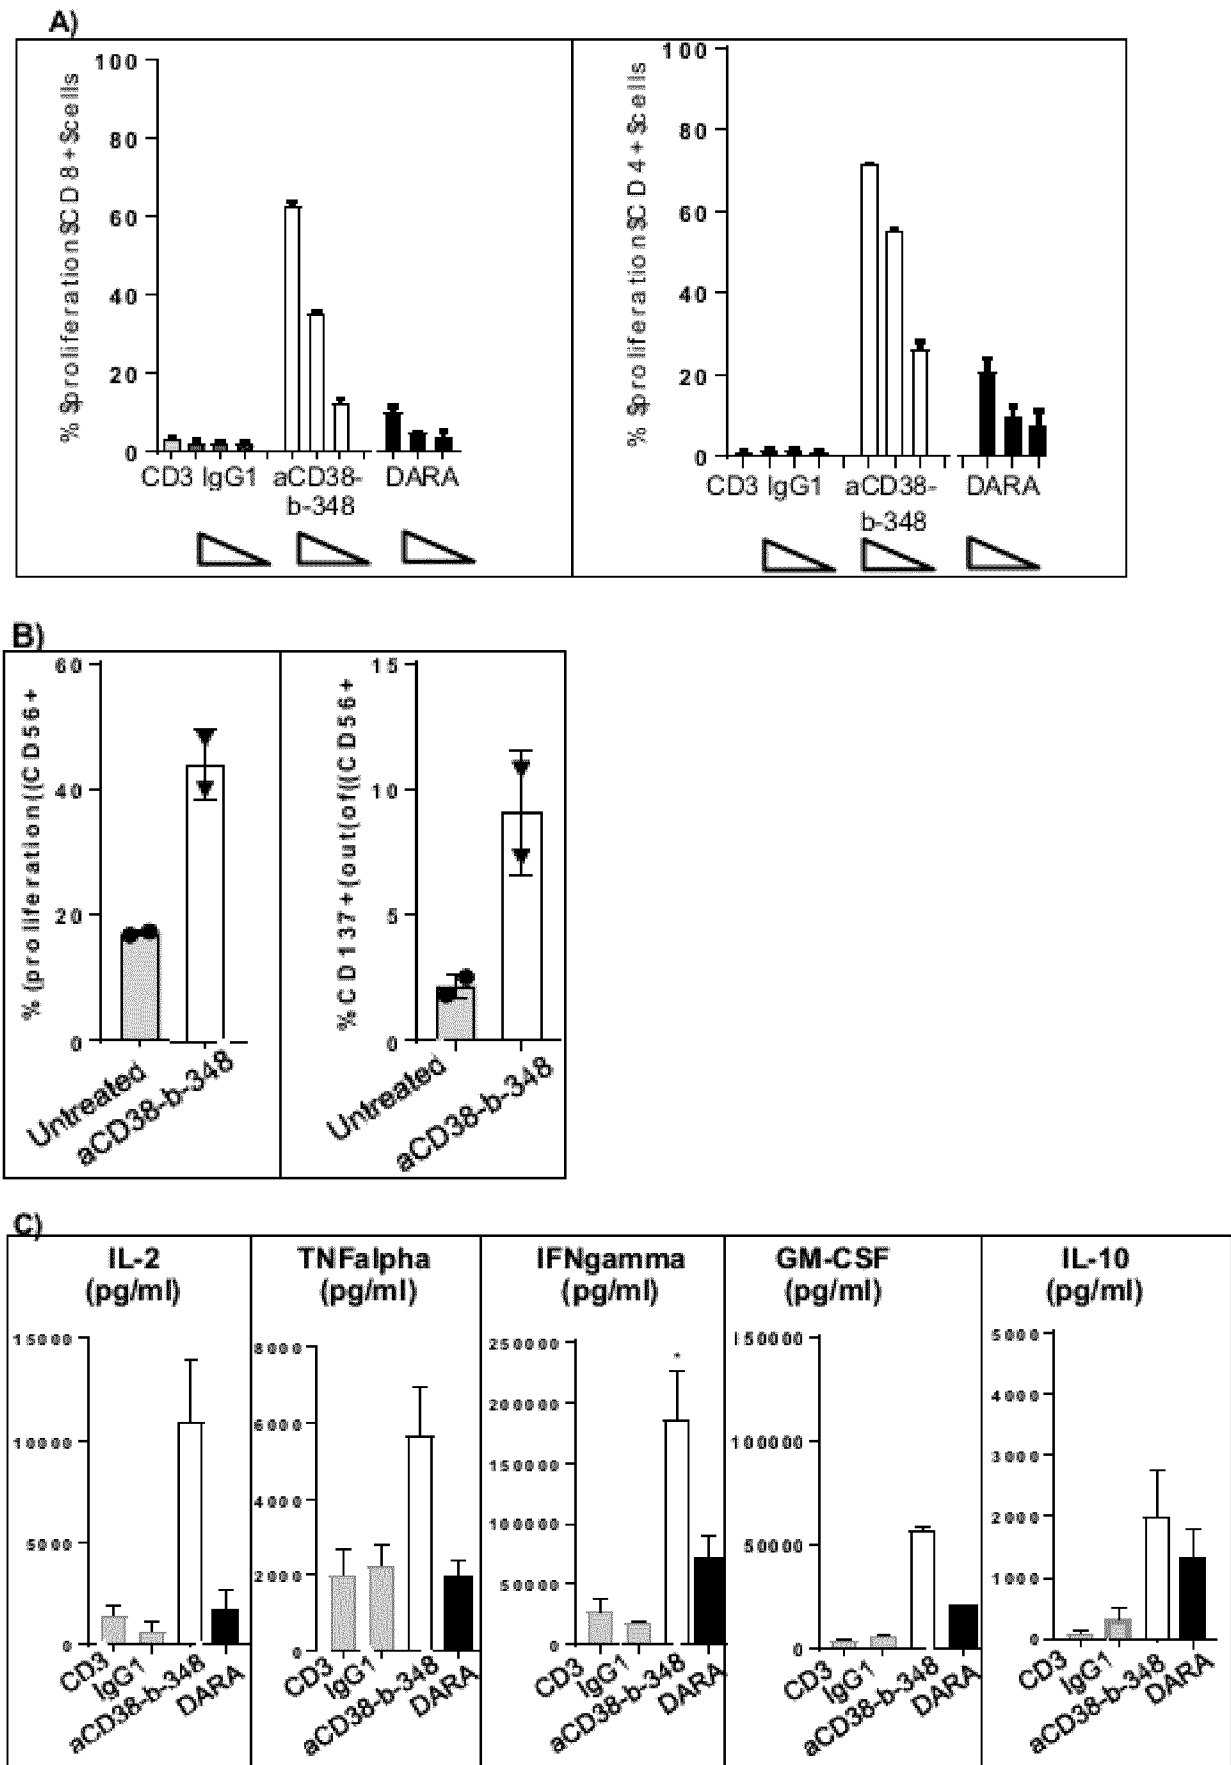 A)
% $proliferation$CD8+$cells
100
80
60
40
20
0
CD3 IgG1 aCD38- DARA
b-348
% $proliferation$CD4+$cells
100
80
60
40
20
0
CD3 IgG1 aCD38- DARA
b-348
B)
% (proliferation((CD56+
60
40
20
0
Untreated
aCD38-b-348
%CD137+(out(of((CD56+
15
10
5
0
Untreated
aCD38-b-348
C)
IL-2
(pg/ml)
15000
10000
5000
0
CD3
IgG1
aCD38-b-348
DARA
TNFalpha
(pg/ml)
8000
6000
4000
2000
0
CD3
IgG1
aCD38-b-348
DARA
IFNgamma
(pg/ml)
250000
200000
150000
100000
50000
0
*
CD3
IgG1
aCD38-b-348
DARA
GM-CSF
(pg/ml)
150000
100000
50000
0
CD3
IgG1
aCD38-b-348
DARA
IL-10
(pg/ml)
5000
4000
3000
2000
1000
0
CD3
IgG1
aCD38-b-348
DARA